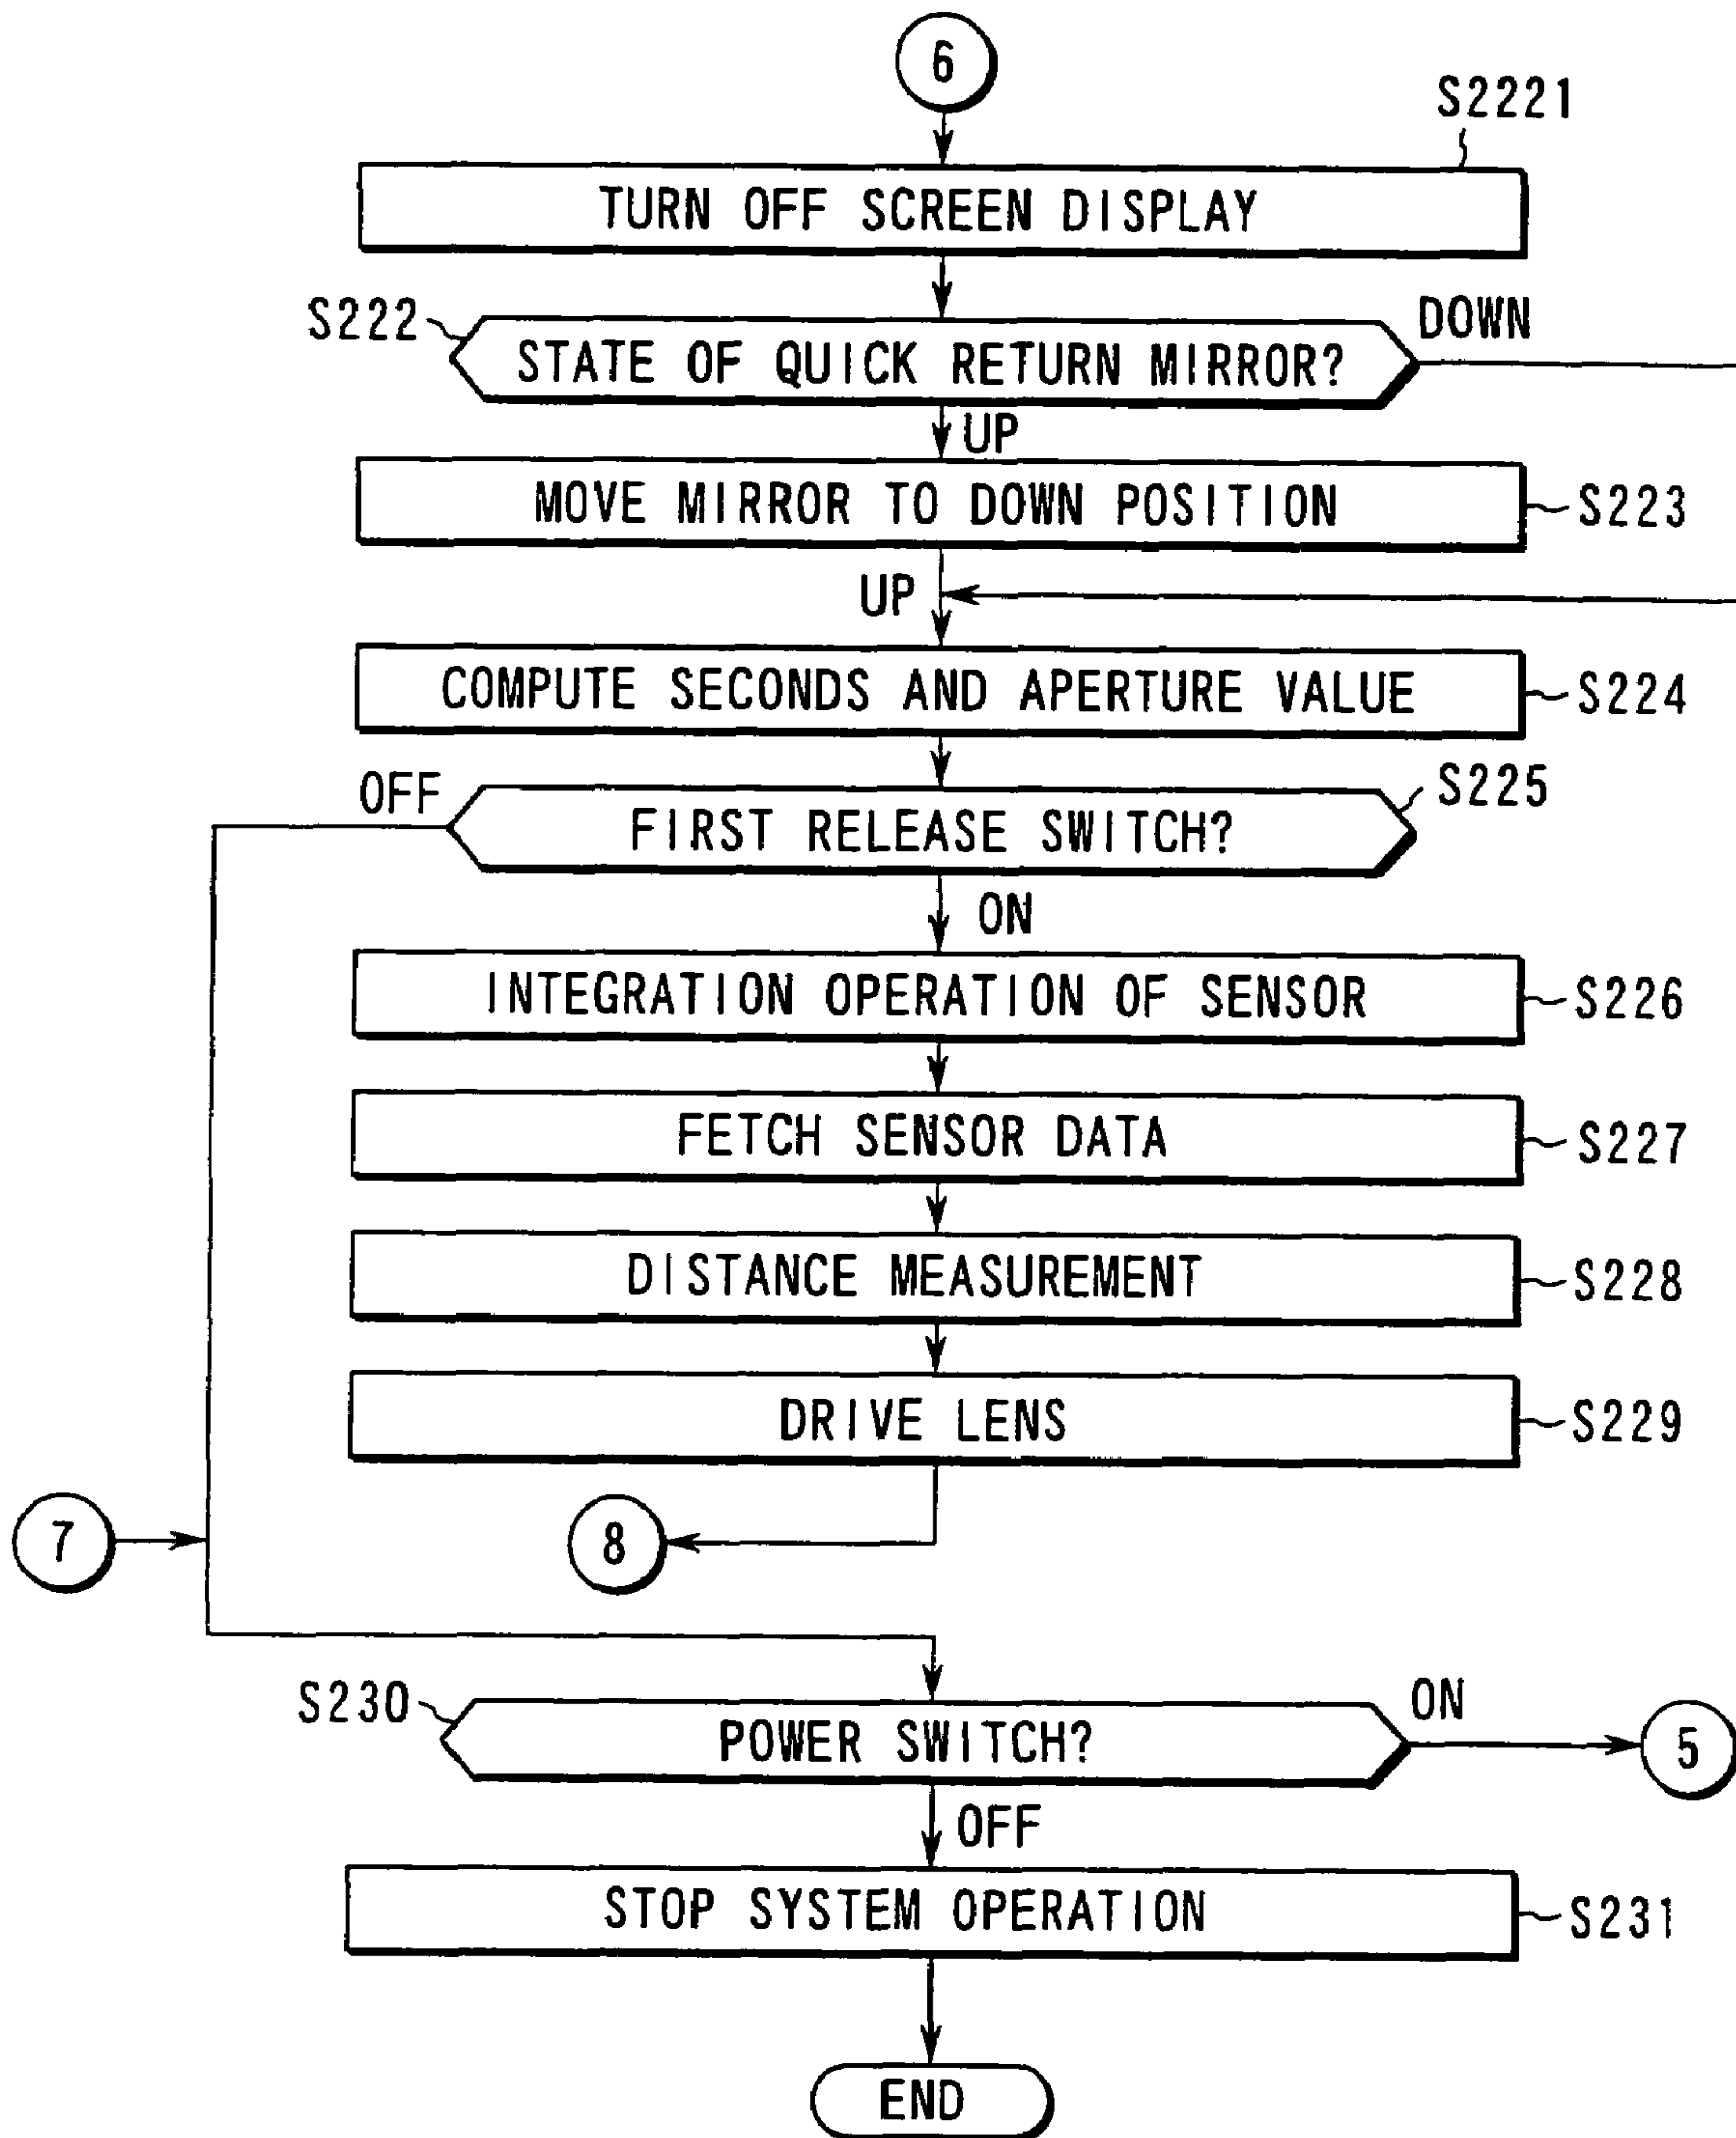 6
S2221
TURN OFF SCREEN DISPLAY
S222
STATE OF QUICK RETURN MIRROR?
DOWN
UP
MOVE MIRROR TO DOWN POSITION
S223
UP
COMPUTE SECONDS AND APERTURE VALUE
S224
OFF
FIRST RELEASE SWITCH?
S225
ON
INTEGRATION OPERATION OF SENSOR
S226
FETCH SENSOR DATA
S227
DISTANCE MEASUREMENT
S228
DRIVE LENS
S229
7
8
S230
POWER SWITCH?
ON
5
OFF
STOP SYSTEM OPERATION
S231
END